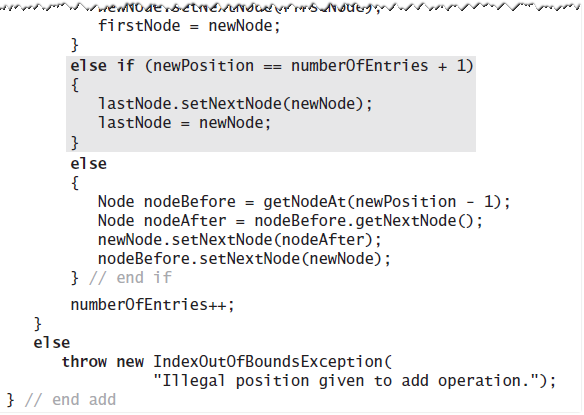 firstNode = newNode;
}
else if (newPosition == numberOfEntries + 1)
{
lastNode.setNextNode(newNode);
lastNode = newNode;
}
else
{
Node nodeBefore = getNodeAt(newPosition - 1);
Node nodeAfter = nodeBefore.getNextNode();
newNode.setNextNode(nodeAfter);
nodeBefore.setNextNode(newNode);
} // end if
numberOfEntries++;
}
else
throw new IndexOutOfBoundsException(
"Illegal position given to add operation.");
} // end add